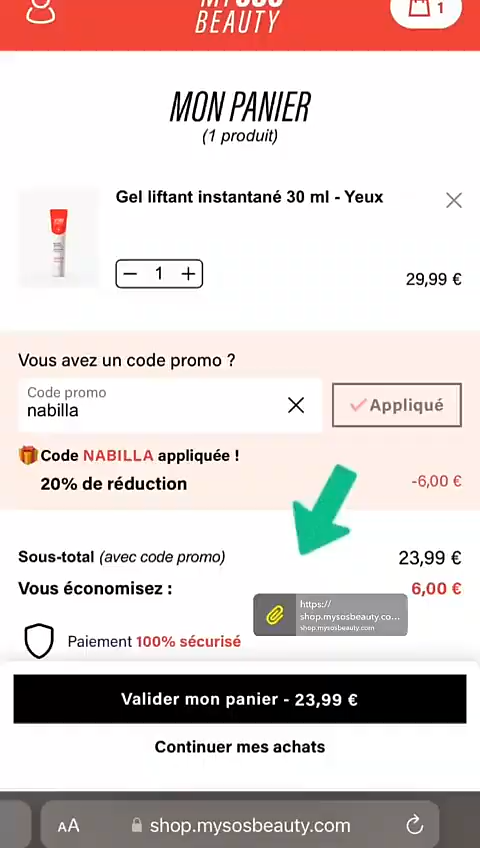 MYSOS
BEAUTY
1
MON PANIER
(1 produit)
Gel liftant instantané 30 ml - Yeux
1
29,99 €
Vous avez un code promo ?
Code promo
nabilla
Appliqué
Code NABILLA appliquée !
20% de réduction
-6,00 €
Sous-total (avec code promo)
23,99 €
Vous économisez :
6,00 €
https://
shop.mysosbeauty.co...
shop.mysosbeauty.com
Paiement 100% sécurisé
Valider mon panier - 23,99 €
Continuer mes achats
AA
shop.mysosbeauty.com